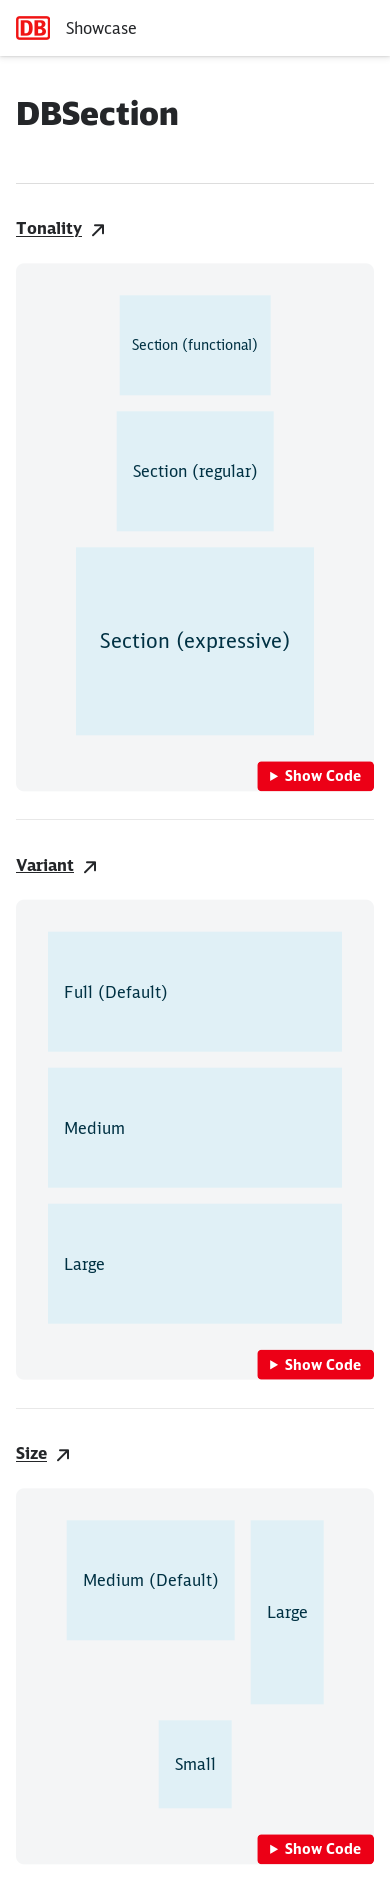 DB Showcase
DBSection
Tonality
Section (functional)
Section (regular)
Section (expressive)
Show Code
Variant
Full (Default)
Medium
Large
Show Code
Size
Medium (Default)
Large
Small
Show Code